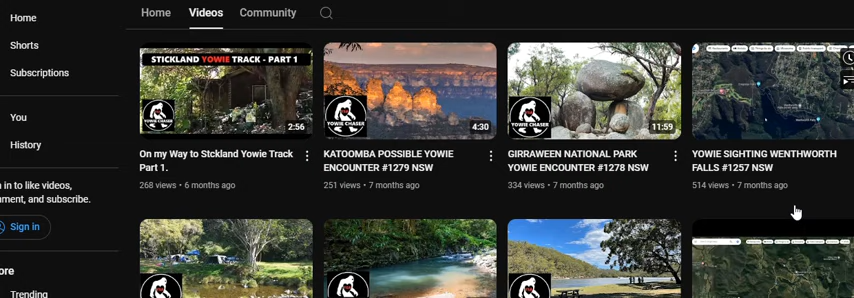 Home
Shorts
Subscriptions
You
History
in to like videos,
ment, and subscribe.
Sign in
ore
Trending
Home Videos Community
STICKLAND YOWIE TRACK - PART 1
YOWIE CHASER
2:56
On my Way to Stckland Yowie Track
Part 1.
268 views • 6 months ago
YOWIE CHASER
4:30
KATOOMBA POSSIBLE YOWIE
ENCOUNTER #1279 NSW
251 views • 7 months ago
YOWIE CHASER
11:59
GIRRAWEEN NATIONAL PARK
YOWIE ENCOUNTER #1278 NSW
334 views • 7 months ago
YOWIE SIGHTING WENTHWORTH
FALLS #1257 NSW
514 views • 7 months ago